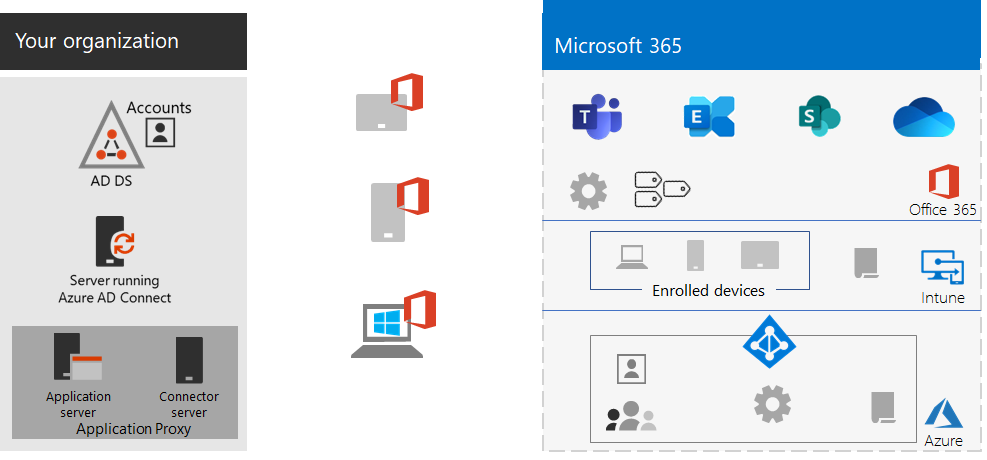 Your organization
Accounts
AD DS
Server running
Azure AD Connect
Application
server
Connector
server
Application Proxy
Microsoft 365
T
E
S
Office 365
Enrolled devices
Intune
Azure